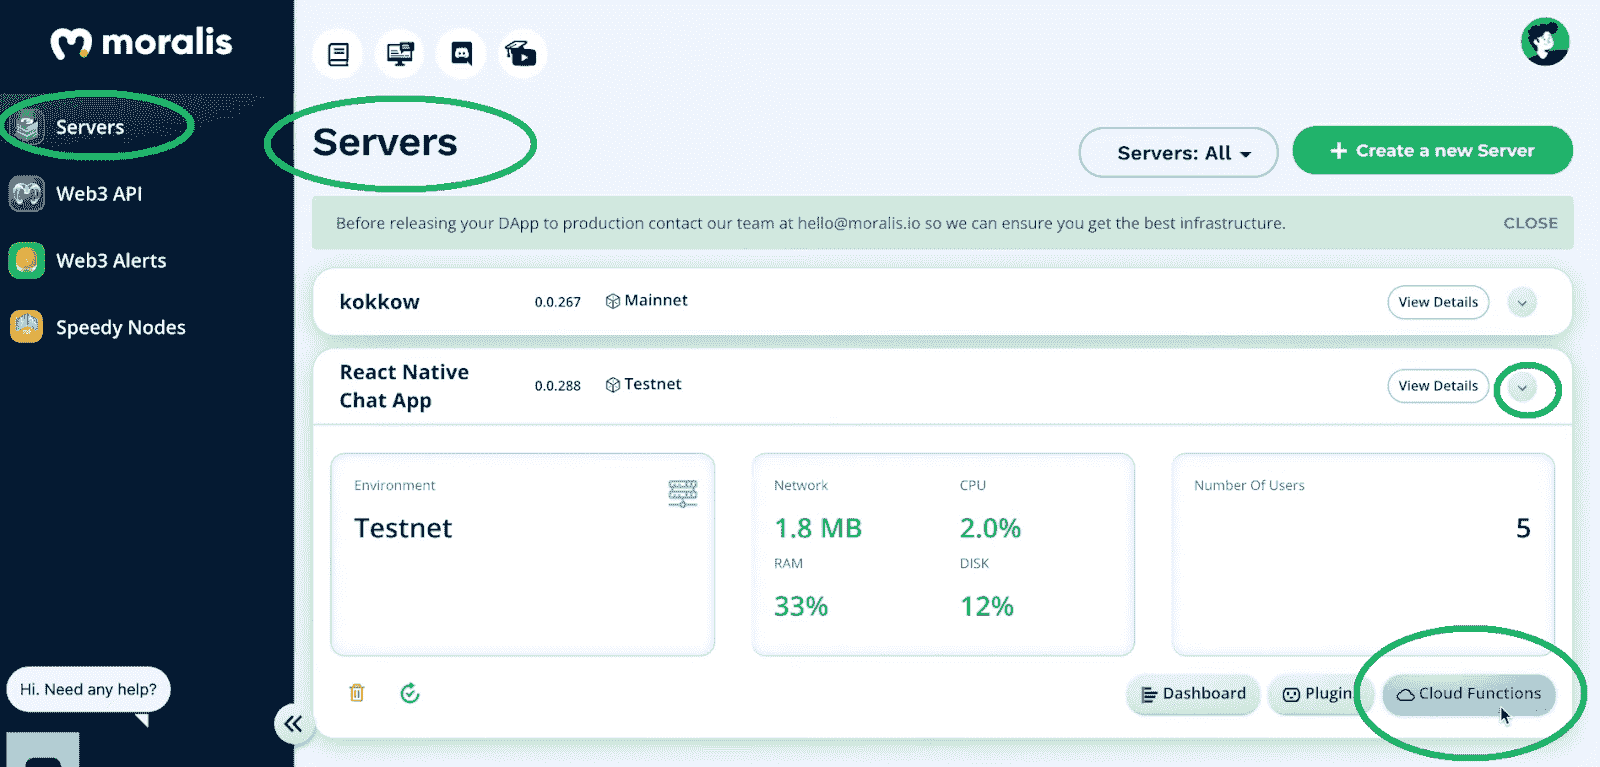 moralis
Servers
Web3 API
Web3 Alerts
Speedy Nodes
Hi. Need any help?
Servers
Servers: All
+ Create a new Server
Before releasing your DApp to production contact our team at hello@moralis.io so we can ensure you get the best infrastructure.
CLOSE
kokkow
0.0.267
Mainnet
View Details
React Native
Chat App
0.0.288
Testnet
View Details
Environment
Testnet
Network
1.8 MB
CPU
2.0%
RAM
33%
DISK
12%
Number Of Users
5
Dashboard
Plugin
Cloud Functions